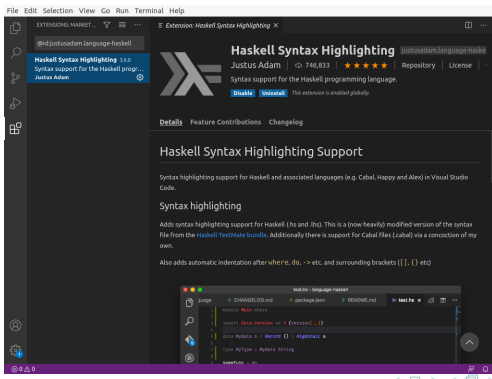 File Edit Selection View Go Run Terminal Help
EXTENSIONS: MARKET...
Extension: Haskell Syntax Highlighting
@id:justusadam.language-haskell
Haskell Syntax Highlighting 3.6.0
Syntax support for the Haskell progr...
Justus Adam
Haskell Syntax Highlighting justusadam.language-haske
Justus Adam 746,833 ★★★★★ Repository License
Syntax support for the Haskell programming language.
Disable Uninstall This extension is enabled globally.
Details Feature Contributions Changelog
Haskell Syntax Highlighting Support
Syntax highlighting support for Haskell and associated languages (e.g. Cabal, Happy and Alex) in Visual Studio
Code.
Syntax highlighting
Adds syntax highlighting support for Haskell (.hs and .lhs). This is a (now heavily) modified version of the syntax
file from the Haskell TextMate bundle. Additionally there is support for Cabal files (.cabal) via a concoction of my
own.
Also adds automatic indentation after where, do, -> etc. and surrounding brackets ([], {} etc)
test.hs - language-haskell
page CHANGELOG.md package.json README.md test.hs
module Main where
import Data.Version as V (Version(..))
data MyData a = Record {} | Algebraic a
type MyType = MyData String
someFunc = do
0 0